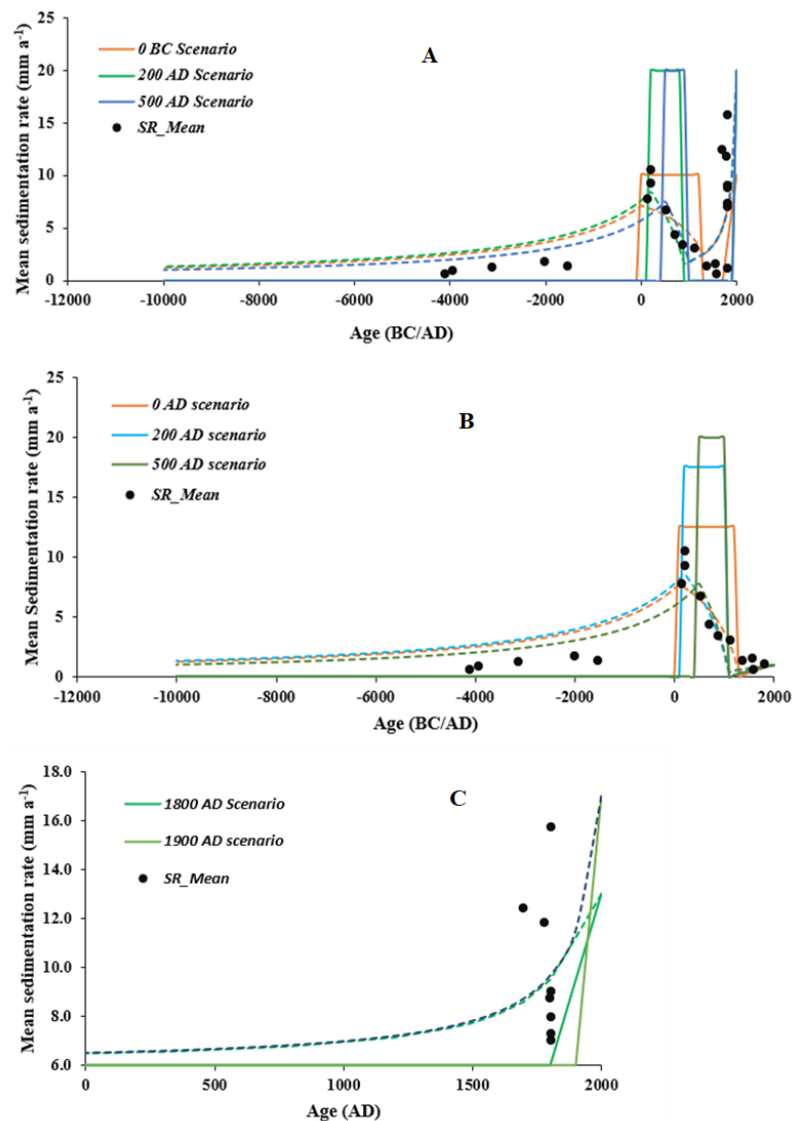 A
0 BC Scenario
200 AD Scenario
500 AD Scenario
SR_Mean
Mean sedimentation rate (mm a-1)
25
20
15
10
5
0
-12000 -10000 -8000 -6000 -4000 -2000 0 2000
Age (BC/AD)
B
0 AD scenario
200 AD scenario
500 AD scenario
SR_Mean
Mean Sedimentation rate (mm a-1)
25
20
15
10
5
0
-12000 -10000 -8000 -6000 -4000 -2000 0 2000
Age (BC/AD)
C
1800 AD Scenario
1900 AD scenario
SR_Mean
Mean sedimentation rate (mm a-1)
18.0
16.0
14.0
12.0
10.0
8.0
6.0
0 500 1000 1500 2000
Age (AD)